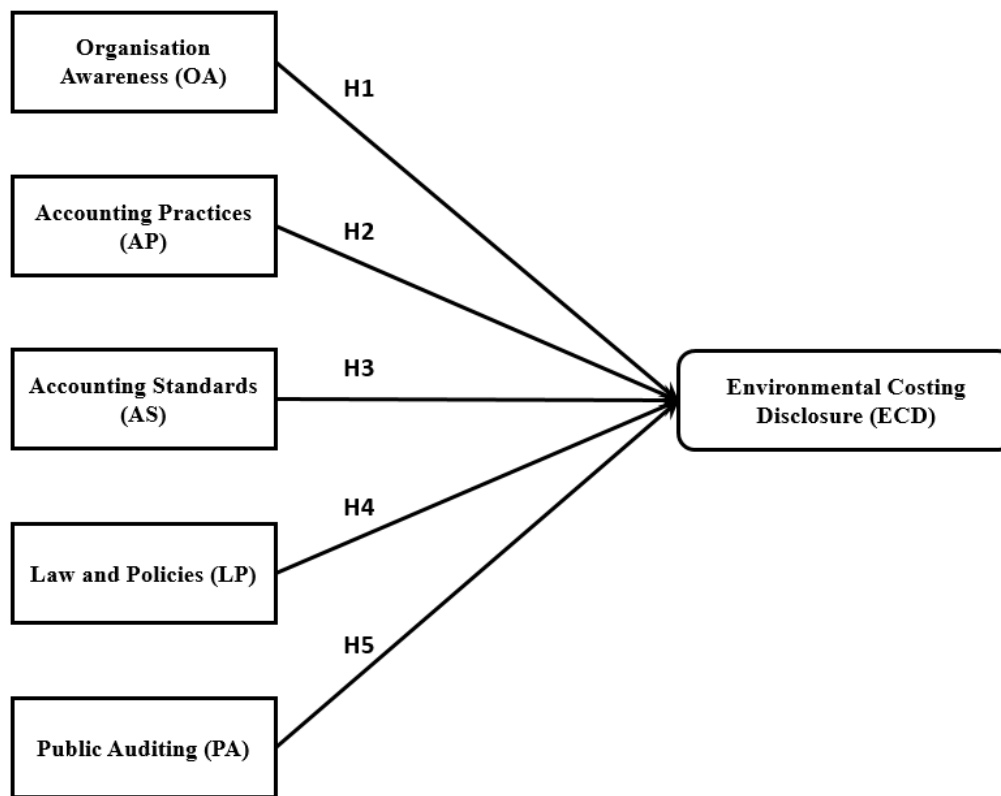 Organisation
Awareness (OA)
H1
Accounting Practices
(AP)
H2
Accounting Standards
(AS)
H3
Environmental Costing
Disclosure (ECD)
Law and Policies (LP)
H4
Public Auditing (PA)
H5